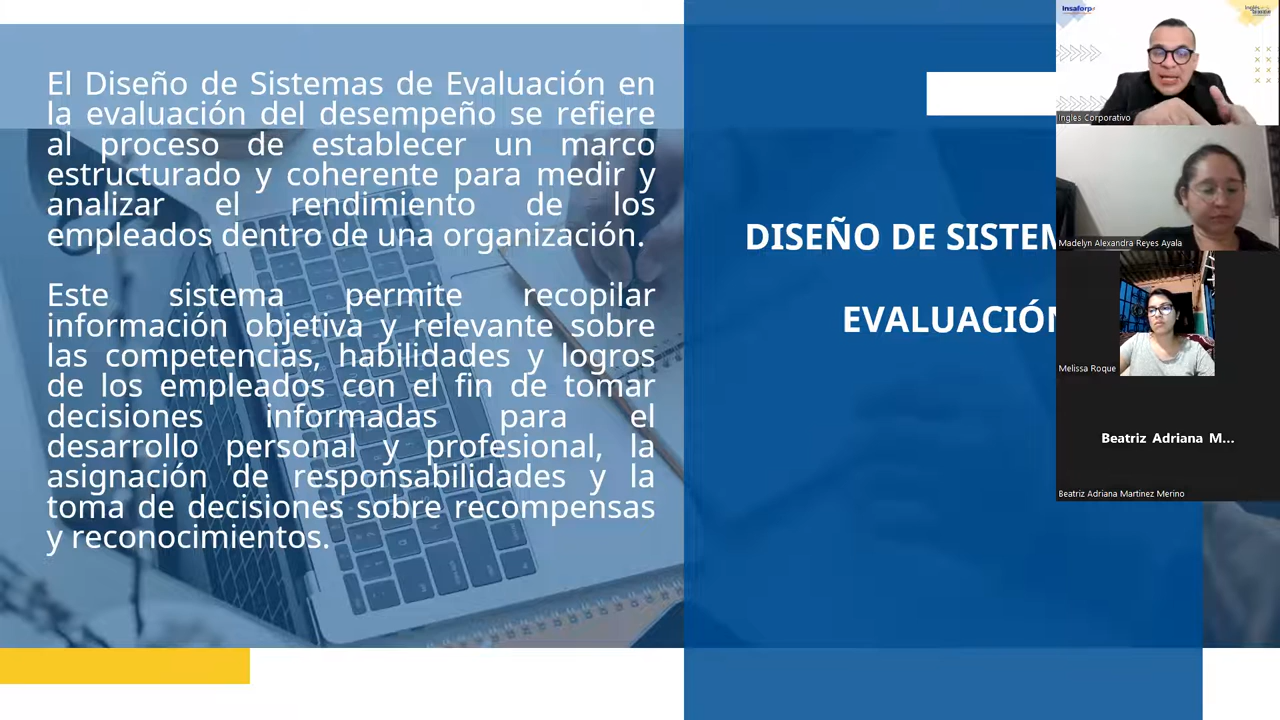 El Diseño de Sistemas de Evaluación en
la evaluación del desempeño se refiere
al proceso de establecer un marco
estructurado y coherente para medir y
analizar el rendimiento de los
empleados dentro de una organización.
Este sistema permite recopilar
información objetiva y relevante sobre
las competencias, habilidades y logros
de los empleados con el fin de tomar
decisiones informadas para el
desarrollo personal y profesional, la
asignación de responsabilidades y la
toma de decisiones sobre recompensas
y reconocimientos.
DISEÑO DE SISTEM
EVALUACIÓN
Insaforp
Ingles Corporativo
Madelyn Alexandra Reyes Ayala
Melissa Roque
Beatriz Adriana M...
Beatriz Adriana Martinez Merino